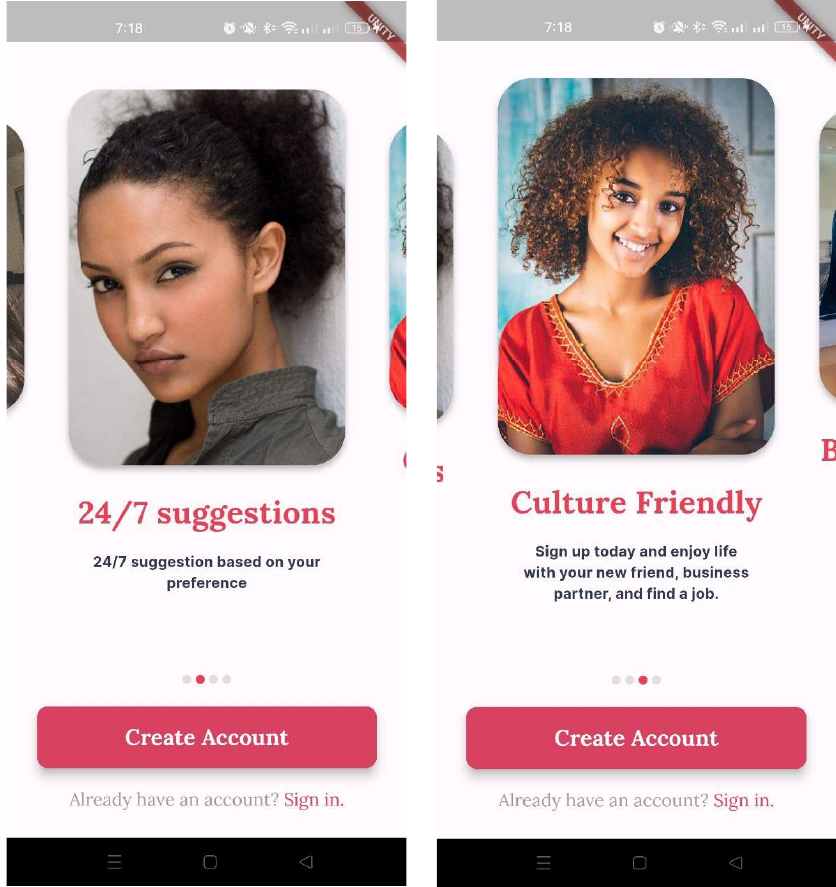 7:18
15
UNITY
24/7 suggestions
24/7 suggestion based on your
preference
Create Account
Already have an account? Sign in.
7:18
15
UNITY
s
B
Culture Friendly
Sign up today and enjoy life
with your new friend, business
partner, and find a job.
Create Account
Already have an account? Sign in.